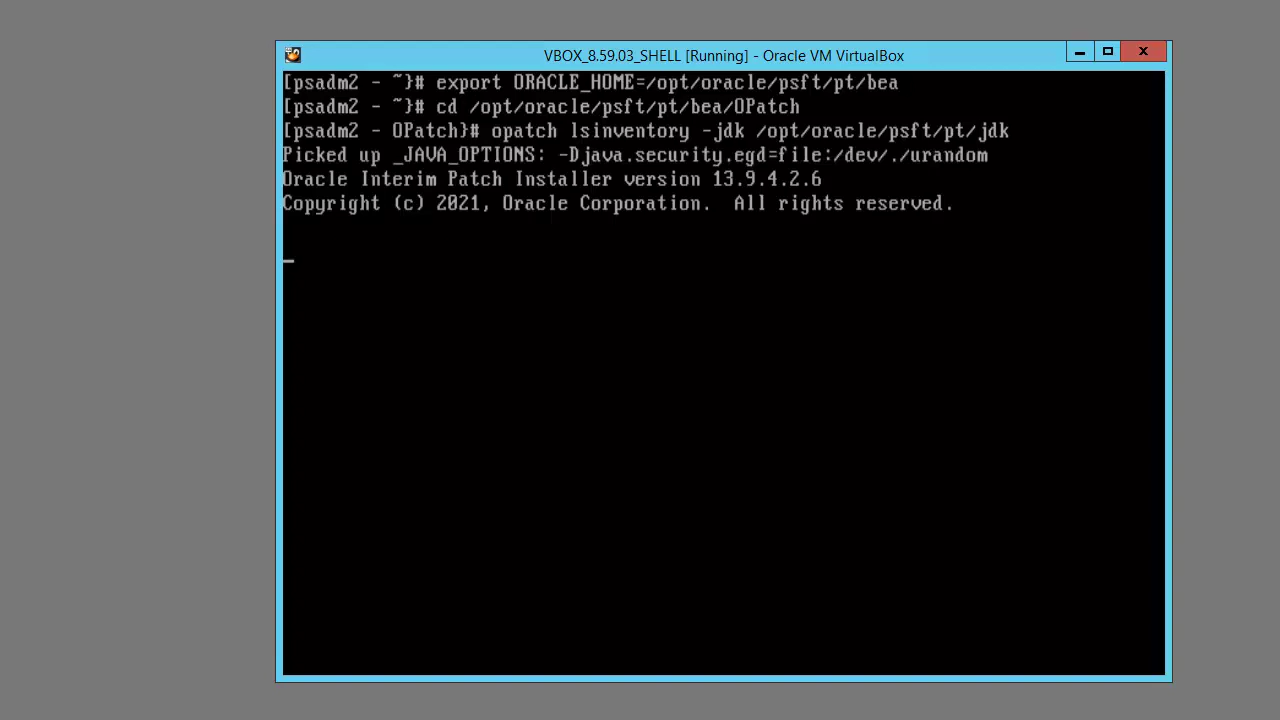 VBOX_8.59.03_SHELL [Running] - Oracle VM VirtualBox
[psadm2 - ~]# export ORACLE_HOME=/opt/oracle/psft/pt/bea
[psadm2 - ~]# cd /opt/oracle/psft/pt/bea/OPatch
[psadm2 - OPatch]# opatch lsinventory -jdk /opt/oracle/psft/pt/jdk
Picked up _JAVA_OPTIONS: -Djava.security.egd=file:/dev/./urandom
Oracle Interim Patch Installer version 13.9.4.2.6
Copyright (c) 2021, Oracle Corporation.  All rights reserved.